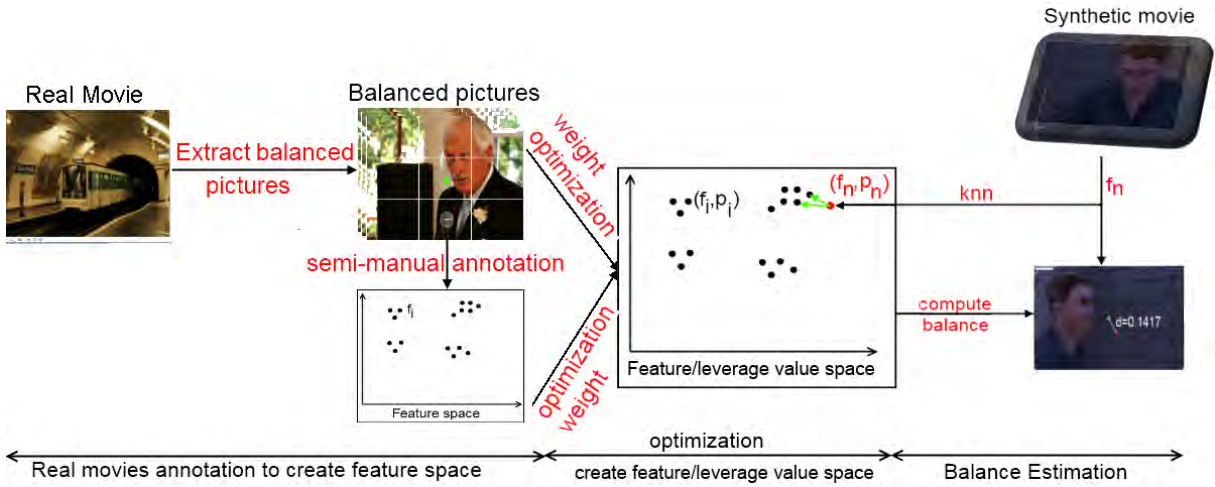 Synthetic movie
Real Movie
Balanced pictures
Extract balanced
pictures
weight
optimization
(fi,pi)
(fn,pn)
knn
fn
semi-manual annotation
fi
Feature space
optimization
weight
Feature/leverage value space
compute
balance
d=0.1417
optimization
Real movies annotation to create feature space
create feature/leverage value space
Balance Estimation